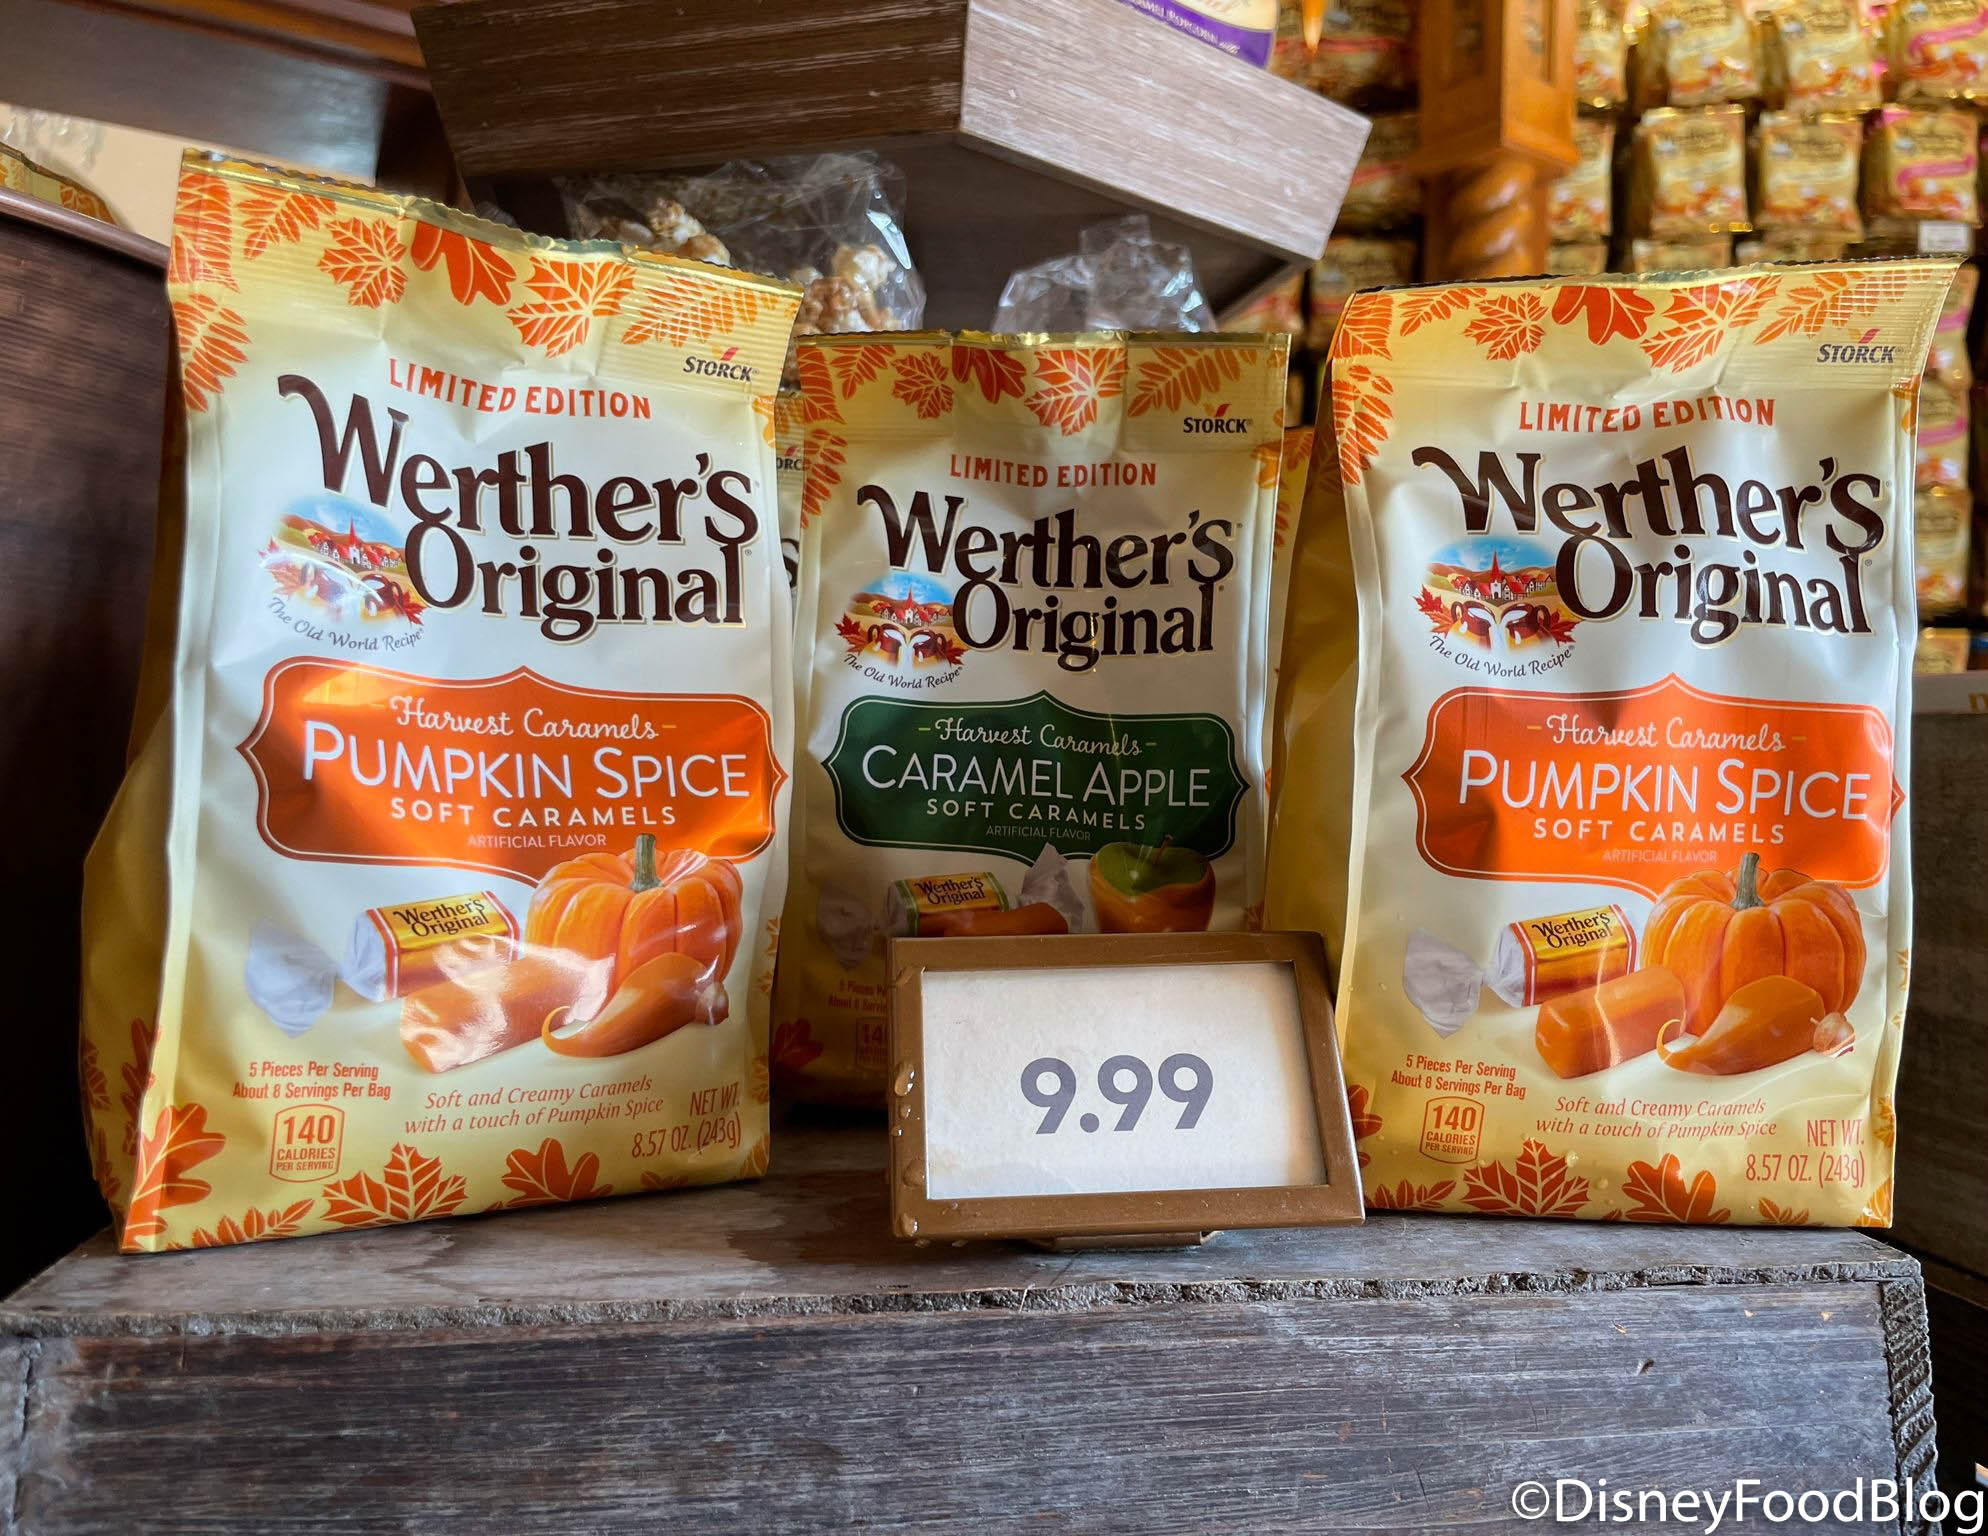 CARAMEL POPCORN
LIMITED EDITION
STORCK
Werther's
Original
The Old World Recipe
Harvest Caramels
PUMPKIN SPICE
SOFT CARAMELS
ARTIFICIAL FLAVOR
Werther's
Original
5 Pieces Per Serving
About 8 Servings Per Bag
140
CALORIES
PER SERVING
Soft and Creamy Caramels
with a touch of Pumpkin Spice
NET WT.
8.57 OZ. (243g)
STORCK
LIMITED EDITION
Werther's
Original
The Old World Recipe
Harvest Caramels
CARAMEL APPLE
SOFT CARAMELS
ARTIFICIAL FLAVOR
Werther's
Original
5 Pieces
About 8
9.99
STORCK
LIMITED EDITION
Werther's
Original
The Old World Recipe
Harvest Caramels
PUMPKIN SPICE
SOFT CARAMELS
ARTIFICIAL FLAVOR
Werther's
Original
5 Pieces Per Serving
About 8 Servings Per Bag
140
CALORIES
PER SERVING
Soft and Creamy Caramels
with a touch of Pumpkin Spice
NET WT.
8.57 OZ. (243g)
©DisneyFoodBlog